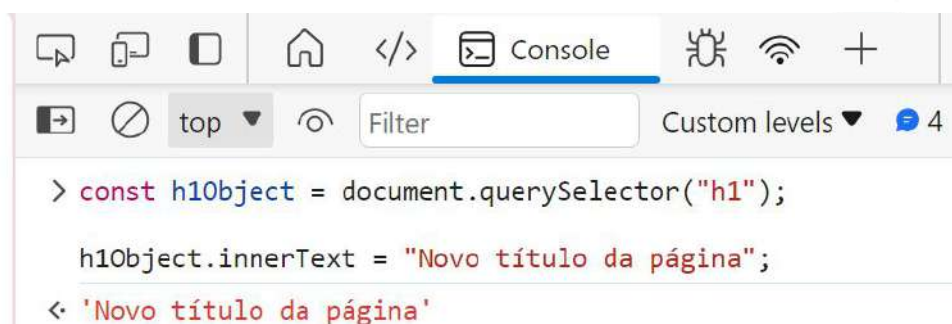 Console
top Filter Custom levels 4
> const h1Object = document.querySelector("h1");
h1Object.innerText = "Novo título da página";
'Novo título da página'